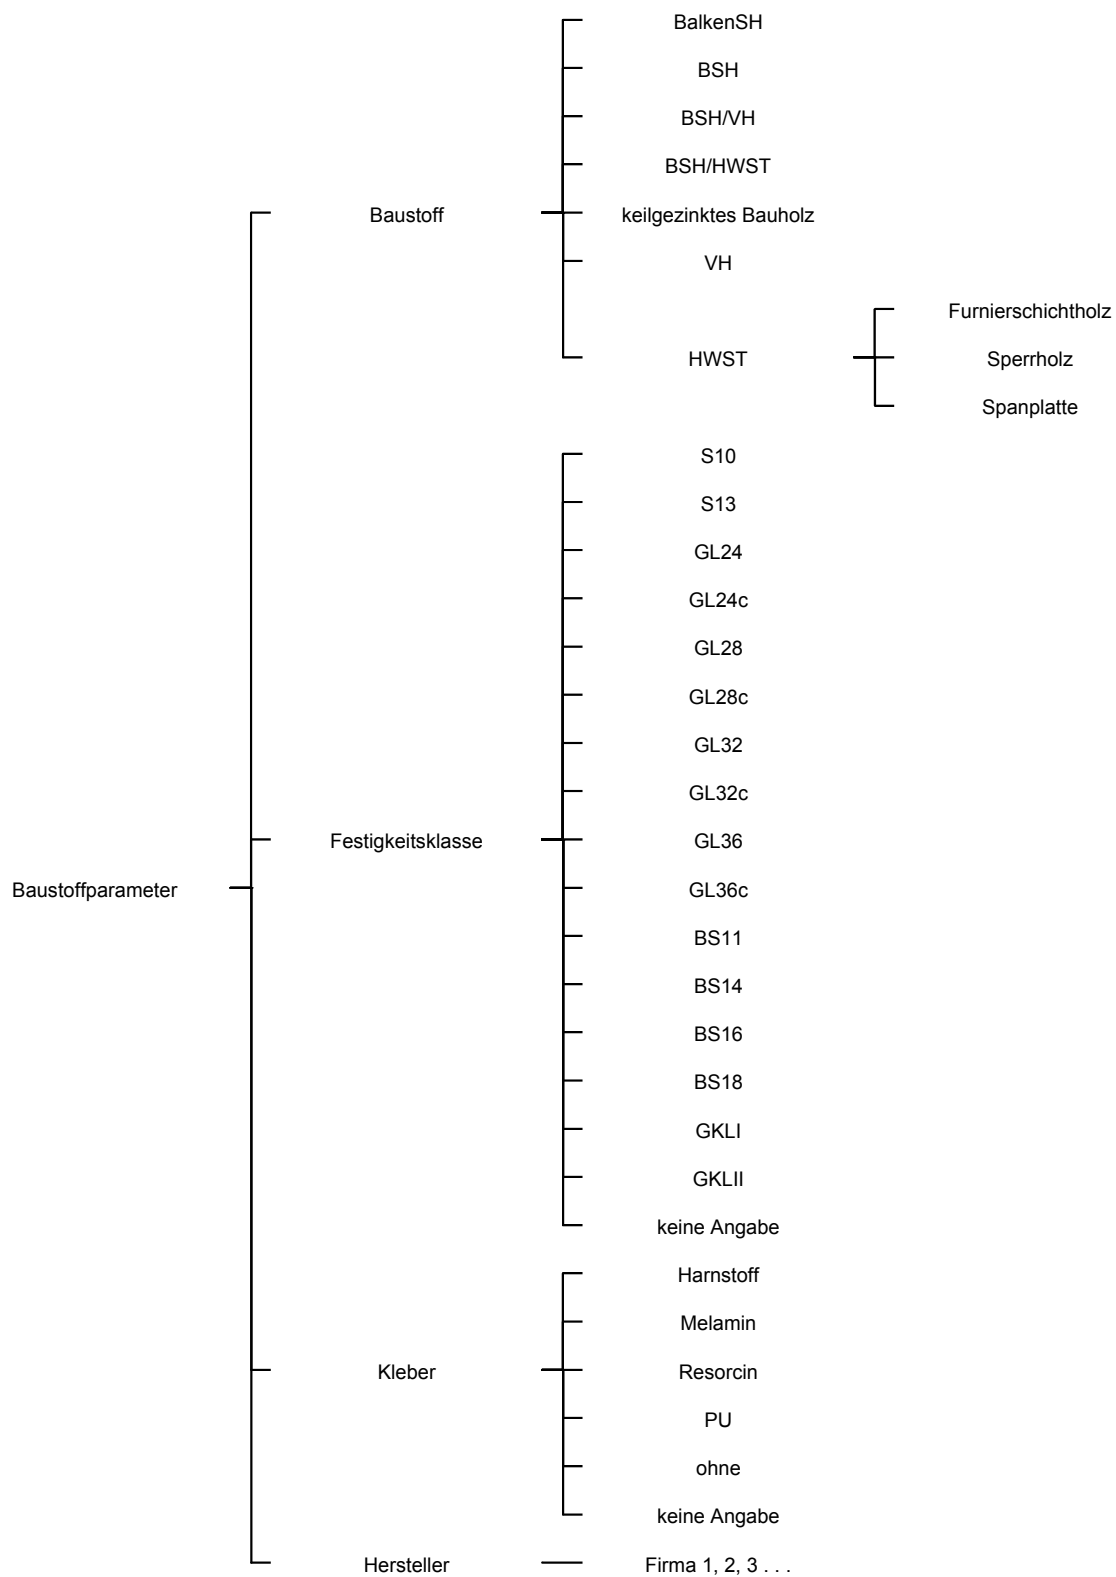 BalkenSH
BSH
BSH/VH
BSH/HWST
Baustoff
keilgezinktes Bauholz
VH
Furnierschichtholz
HWST
Sperrholz
Spanplatte
S10
S13
GL24
GL24c
GL28
GL28c
GL32
GL32c
Festigkeitsklasse
GL36
Baustoffparameter
GL36c
BS11
BS14
BS16
BS18
GKLI
GKLII
keine Angabe
Harnstoff
Melamin
Kleber
Resorcin
PU
ohne
keine Angabe
Hersteller
Firma 1, 2, 3 . . .